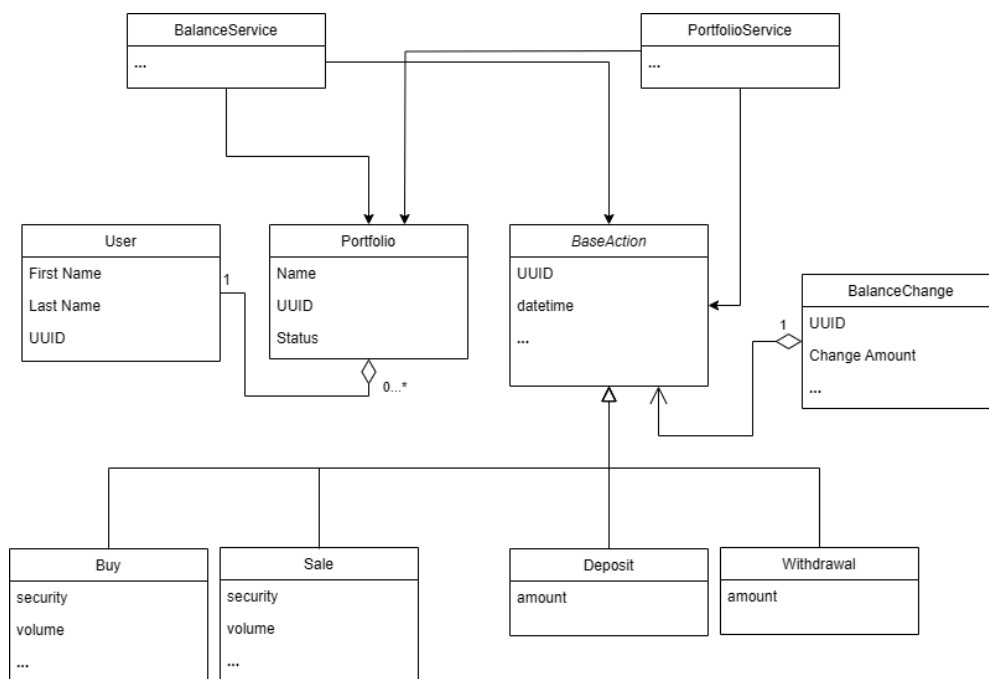 BalanceService
...
PortfolioService
...
User
First Name
Last Name
UUID
1
Portfolio
Name
UUID
Status
0...*
BaseAction
UUID
datetime
...
BalanceChange
UUID
Change Amount
...
1
Buy
security
volume
...
Sale
security
volume
...
Deposit
amount
Withdrawal
amount